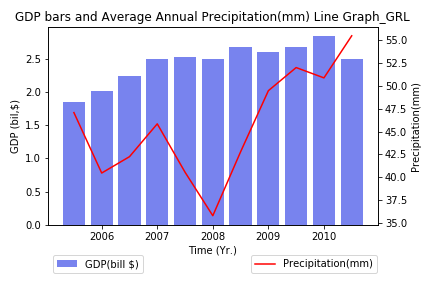 GDP bars and Average Annual Precipitation(mm) Line Graph_GRL
GDP (bil,$)
2.5
2.0
1.5
1.0
0.5
0.0
55.0
52.5
50.0
47.5
45.0
42.5
40.0
37.5
35.0
Precipitation(mm)
2006 2007 2008 2009 2010
Time (Yr.)
GDP(bill $)
Precipitation(mm)